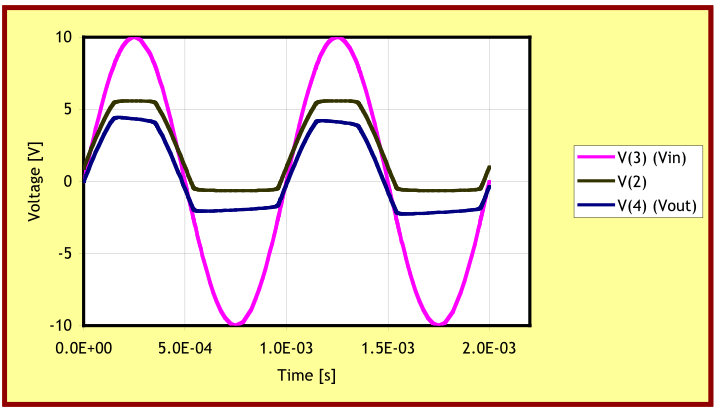 10
5
0
-5
-10
Voltage [V]
0.0E+00 5.0E-04 1.0E-03 1.5E-03 2.0E-03
Time [s]
V(3) (Vin)
V(2)
V(4) (Vout)